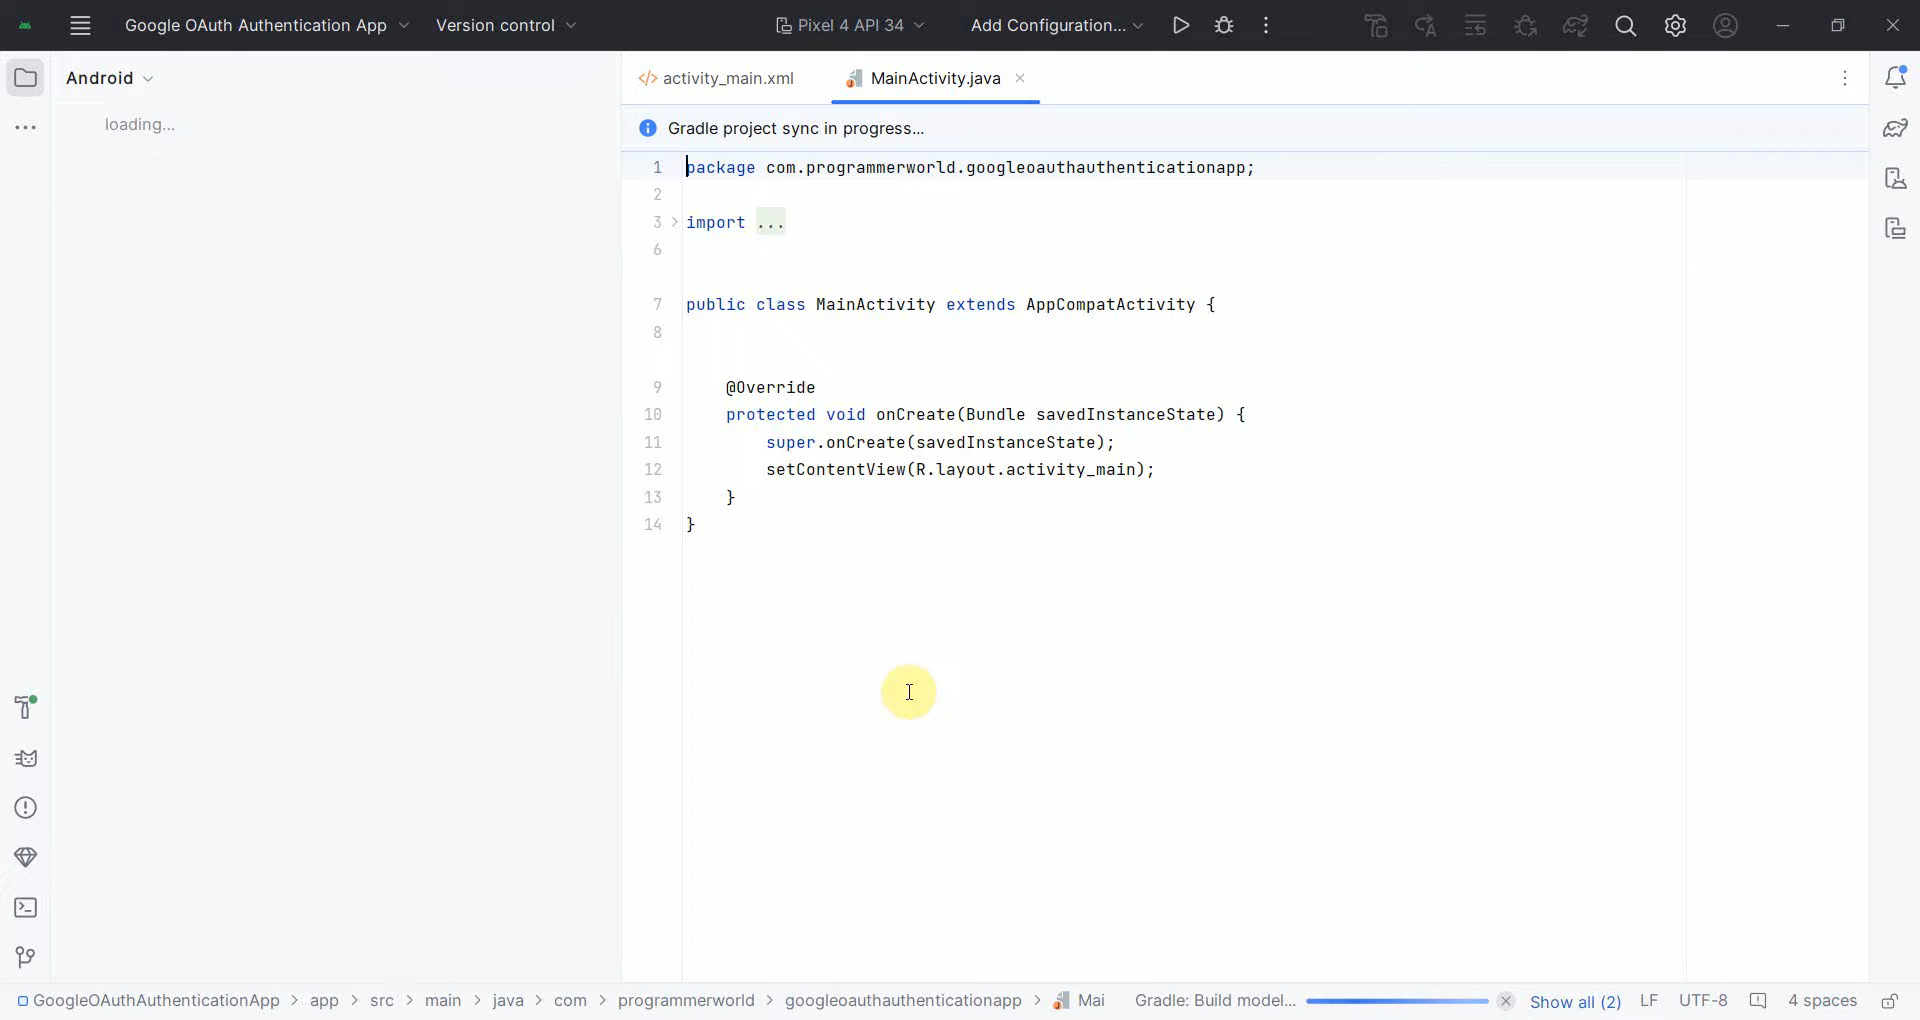 Google OAuth Authentication App
Version control
Pixel 4 API 34
Add Configuration...
Android
loading...
activity_main.xml
MainActivity.java
Gradle project sync in progress...
1 package com.programmerworld.googleoauthauthenticationapp;
2
3 import ...
6
7 public class MainActivity extends AppCompatActivity {
8
9 @Override
10 protected void onCreate(Bundle savedInstanceState) {
11 super.onCreate(savedInstanceState);
12 setContentView(R.layout.activity_main);
13 }
14 }
GoogleOAuthAuthenticationApp > app > src > main > java > com > programmerworld > googleoauthauthenticationapp > Mai
Gradle: Build model...
Show all (2)
LF
UTF-8
4 spaces